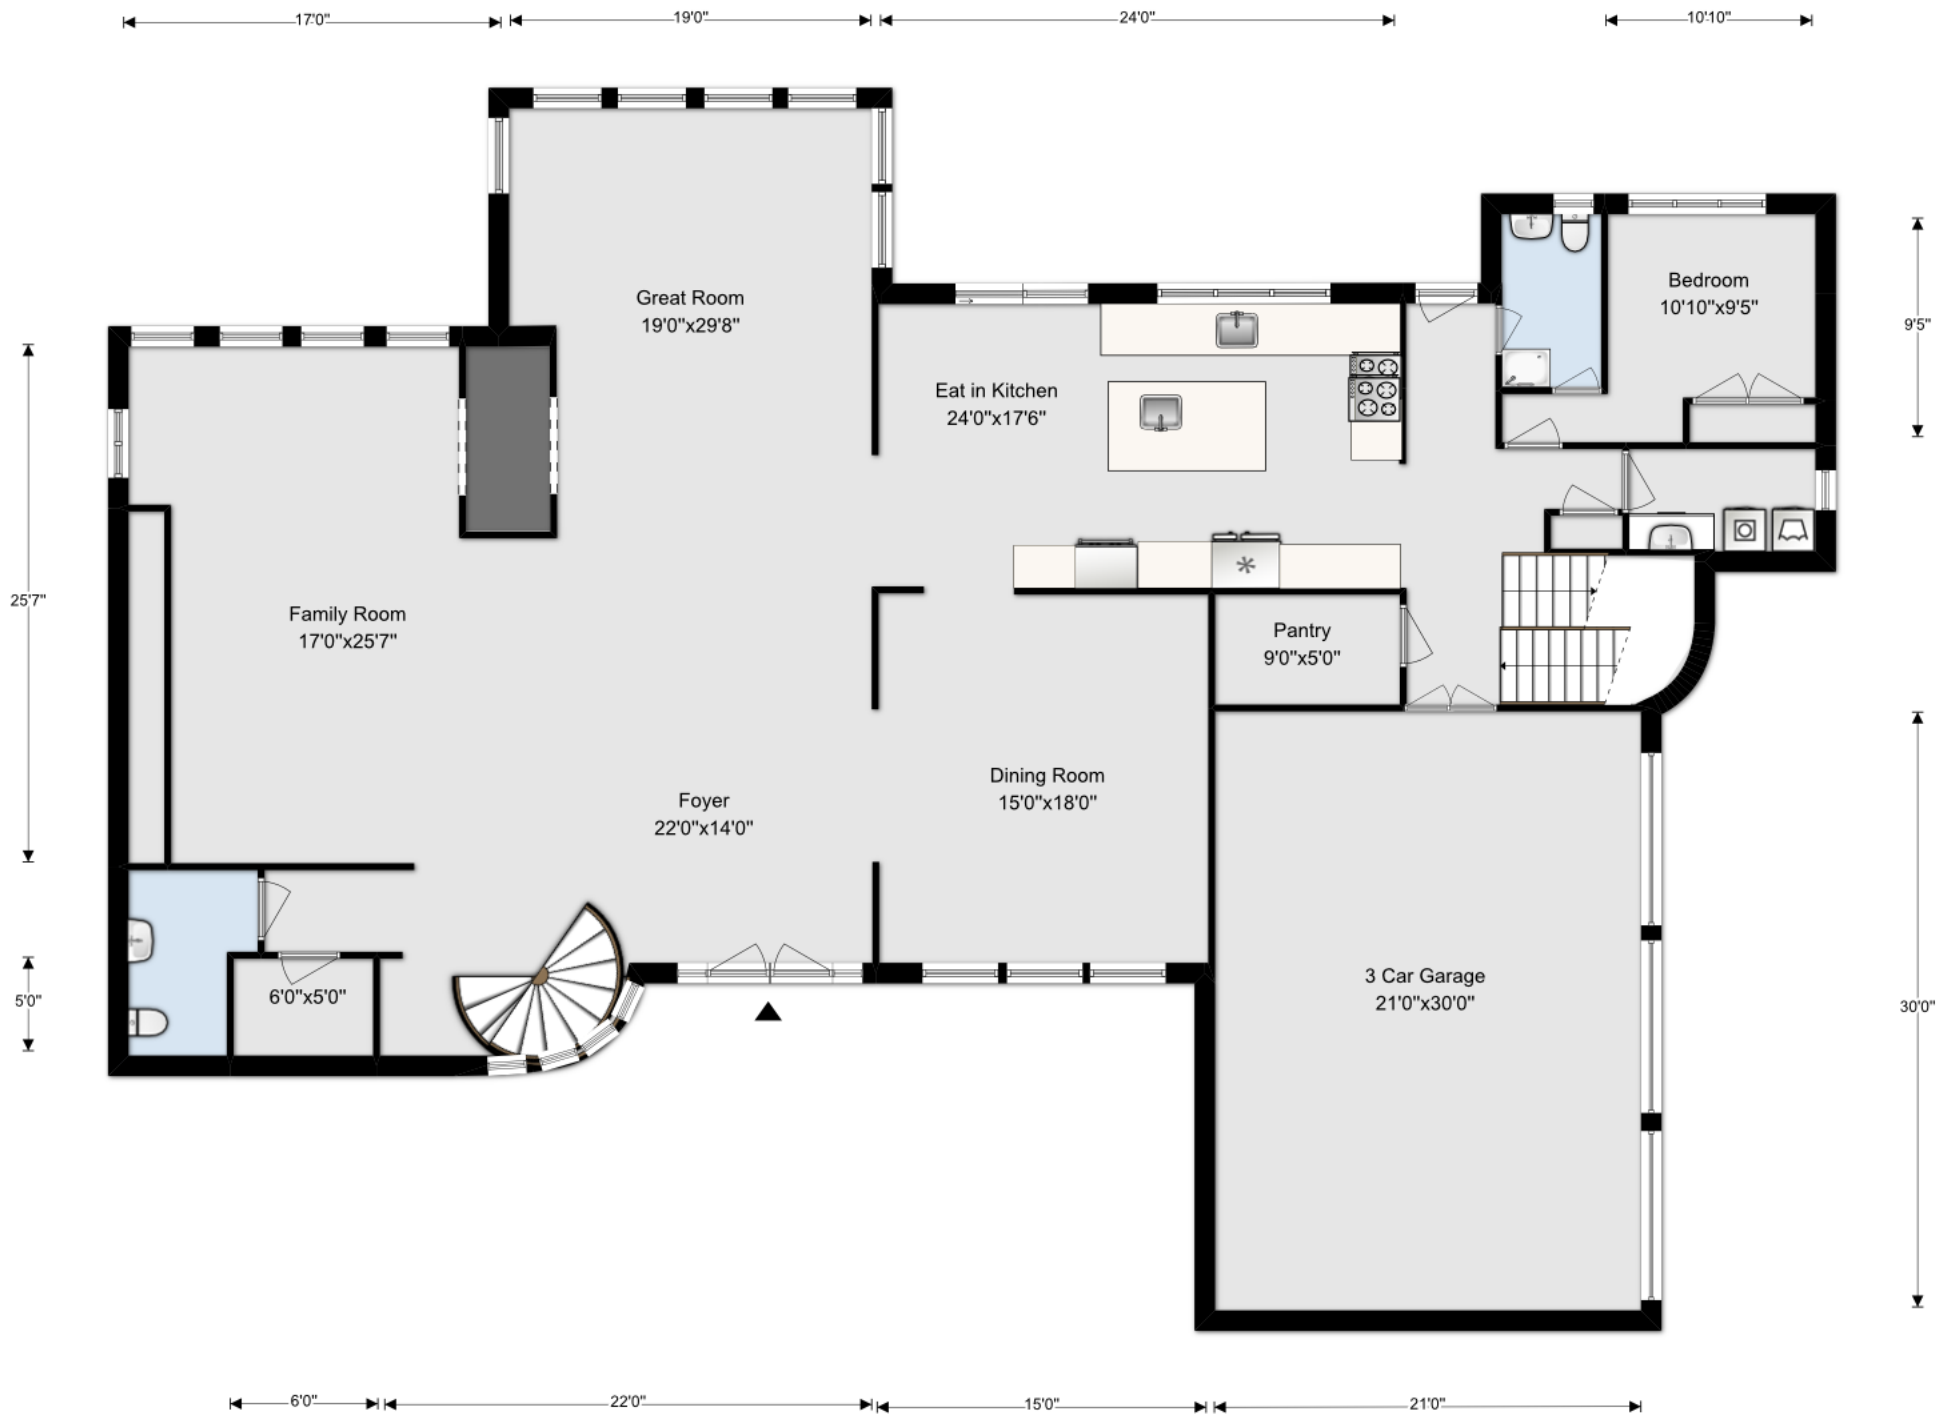 17'0"
19'0"
24'0"
10'10"
Great Room
19'0"x29'8"
Bedroom
10'10"x9'5"
9'5"
Eat in Kitchen
24'0"x17'6"
25'7"
Family Room
17'0"x25'7"
Pantry
9'0"x5'0"
Foyer
22'0"x14'0"
Dining Room
15'0"x18'0"
5'0"
6'0"x5'0"
3 Car Garage
21'0"x30'0"
30'0"
6'0"
22'0"
15'0"
21'0"